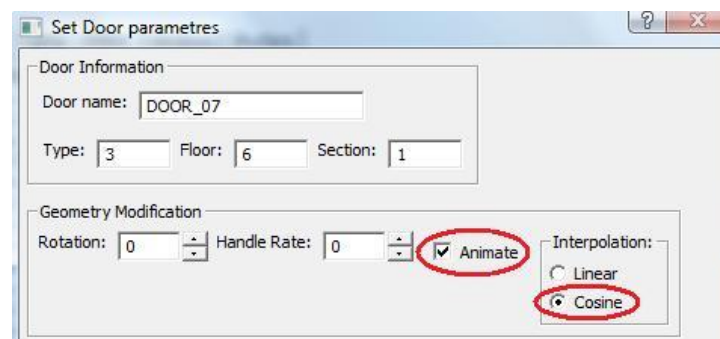 Set Door parametres
Door Information
Door name: DOOR_07
Type: 3 Floor: 6 Section: 1
Geometry Modification
Rotation: 0 Handle Rate: 0 Animate
Interpolation:
Linear
Cosine